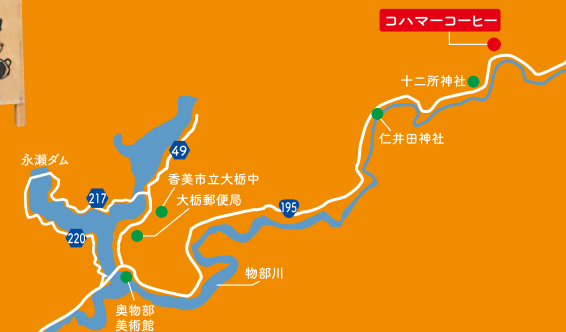 コハマーコーヒー
十二所神社
仁井田神社
永瀬ダム
49
香美市立大栃中
大栃郵便局
217
195
220
物部川
奥物部
美術館